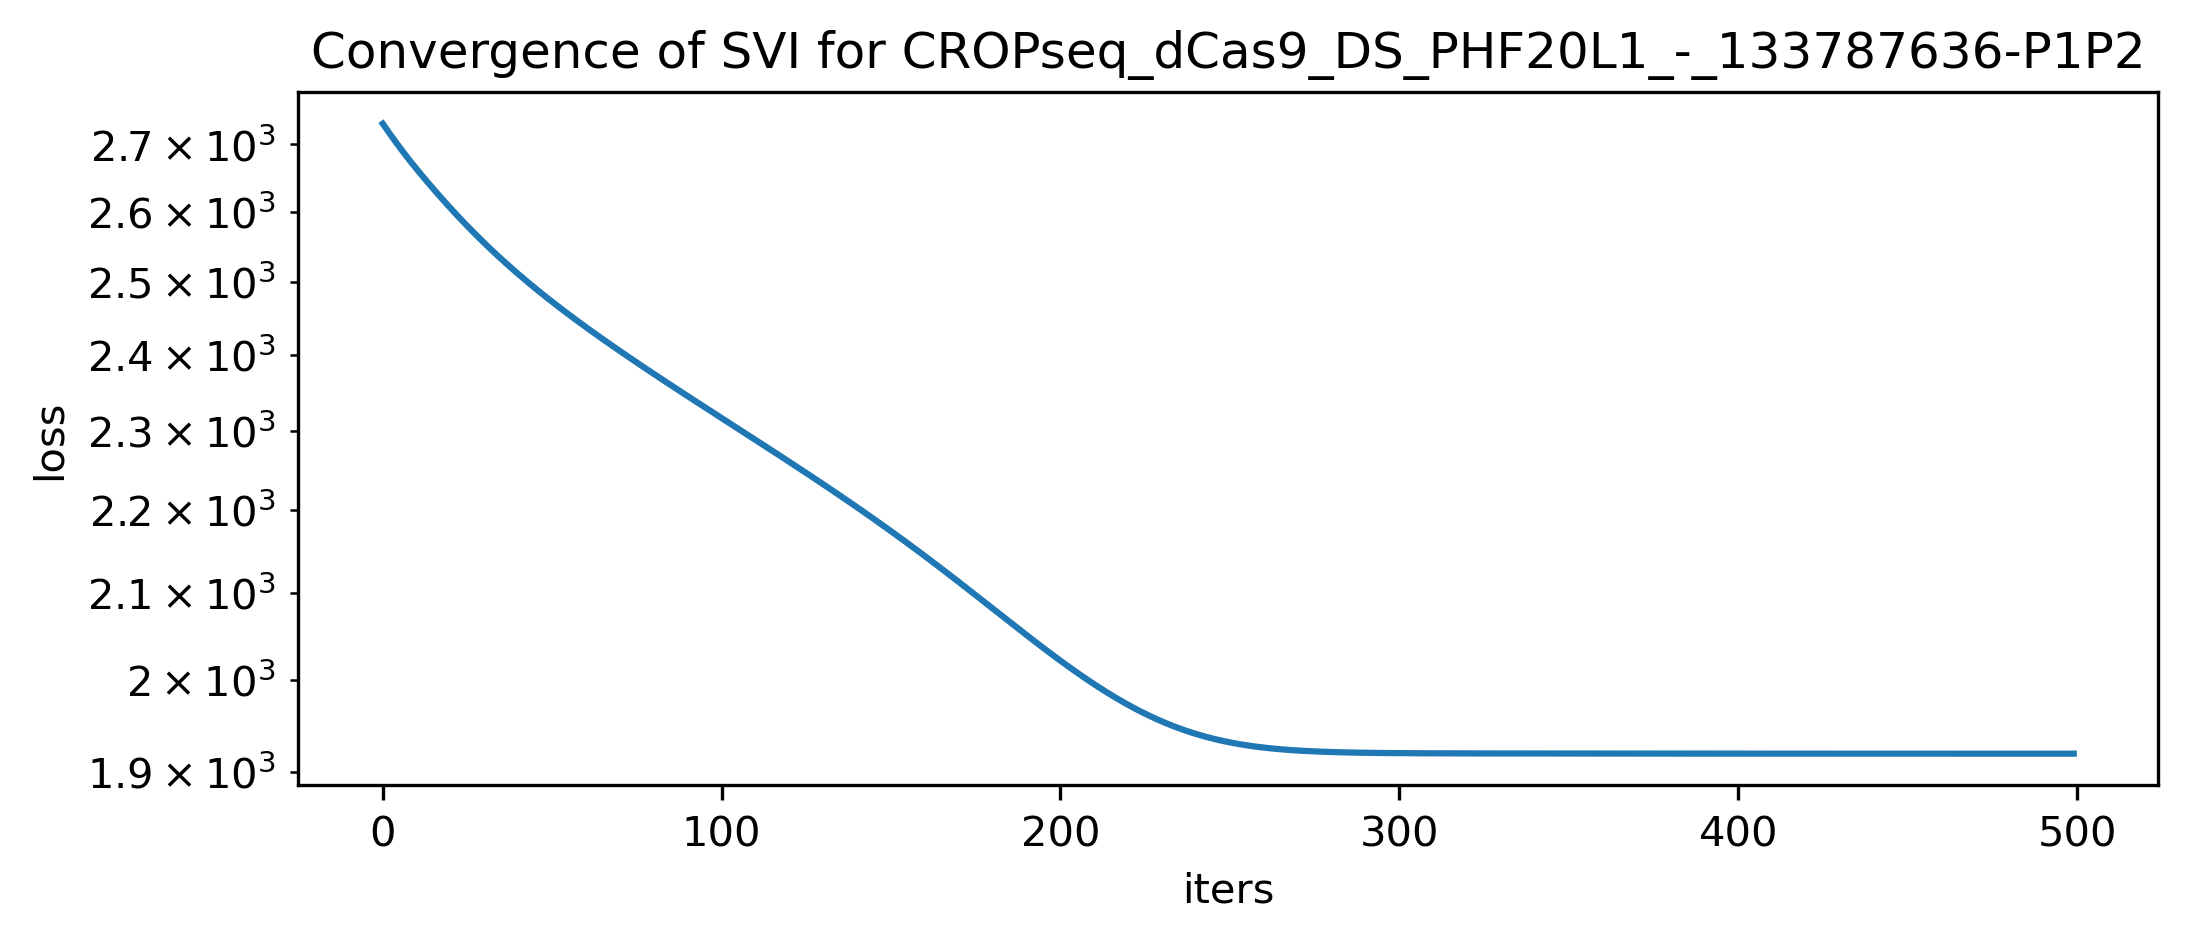 Convergence of SVI for CROPseq_dCas9_DS_PHF20L1_-_133787636-P1P2
2.7 × 10³
2.6 × 10³
2.5 × 10³
2.4 × 10³
2.3 × 10³
2.2 × 10³
2.1 × 10³
2 × 10³
1.9 × 10³
loss
0 100 200 300 400 500
iters